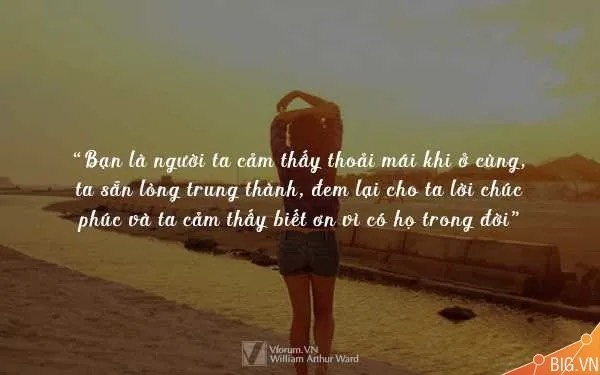 “Bạn là người ta cảm thấy thoải mái khi ở cùng,
ta sẵn lòng trung thành, đem lại cho ta lời chúc
phúc và ta cảm thấy biết ơn vì có họ trong đời”
Vforum.VN
William Arthur Ward
BIG.VN